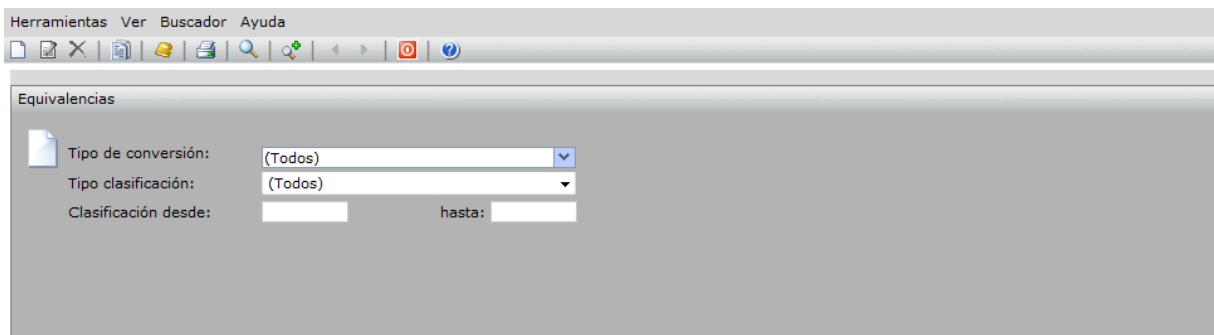 Herramientas Ver Buscador Ayuda
Equivalencias
Tipo de conversión: (Todos)
Tipo clasificación: (Todos)
Clasificación desde: hasta: